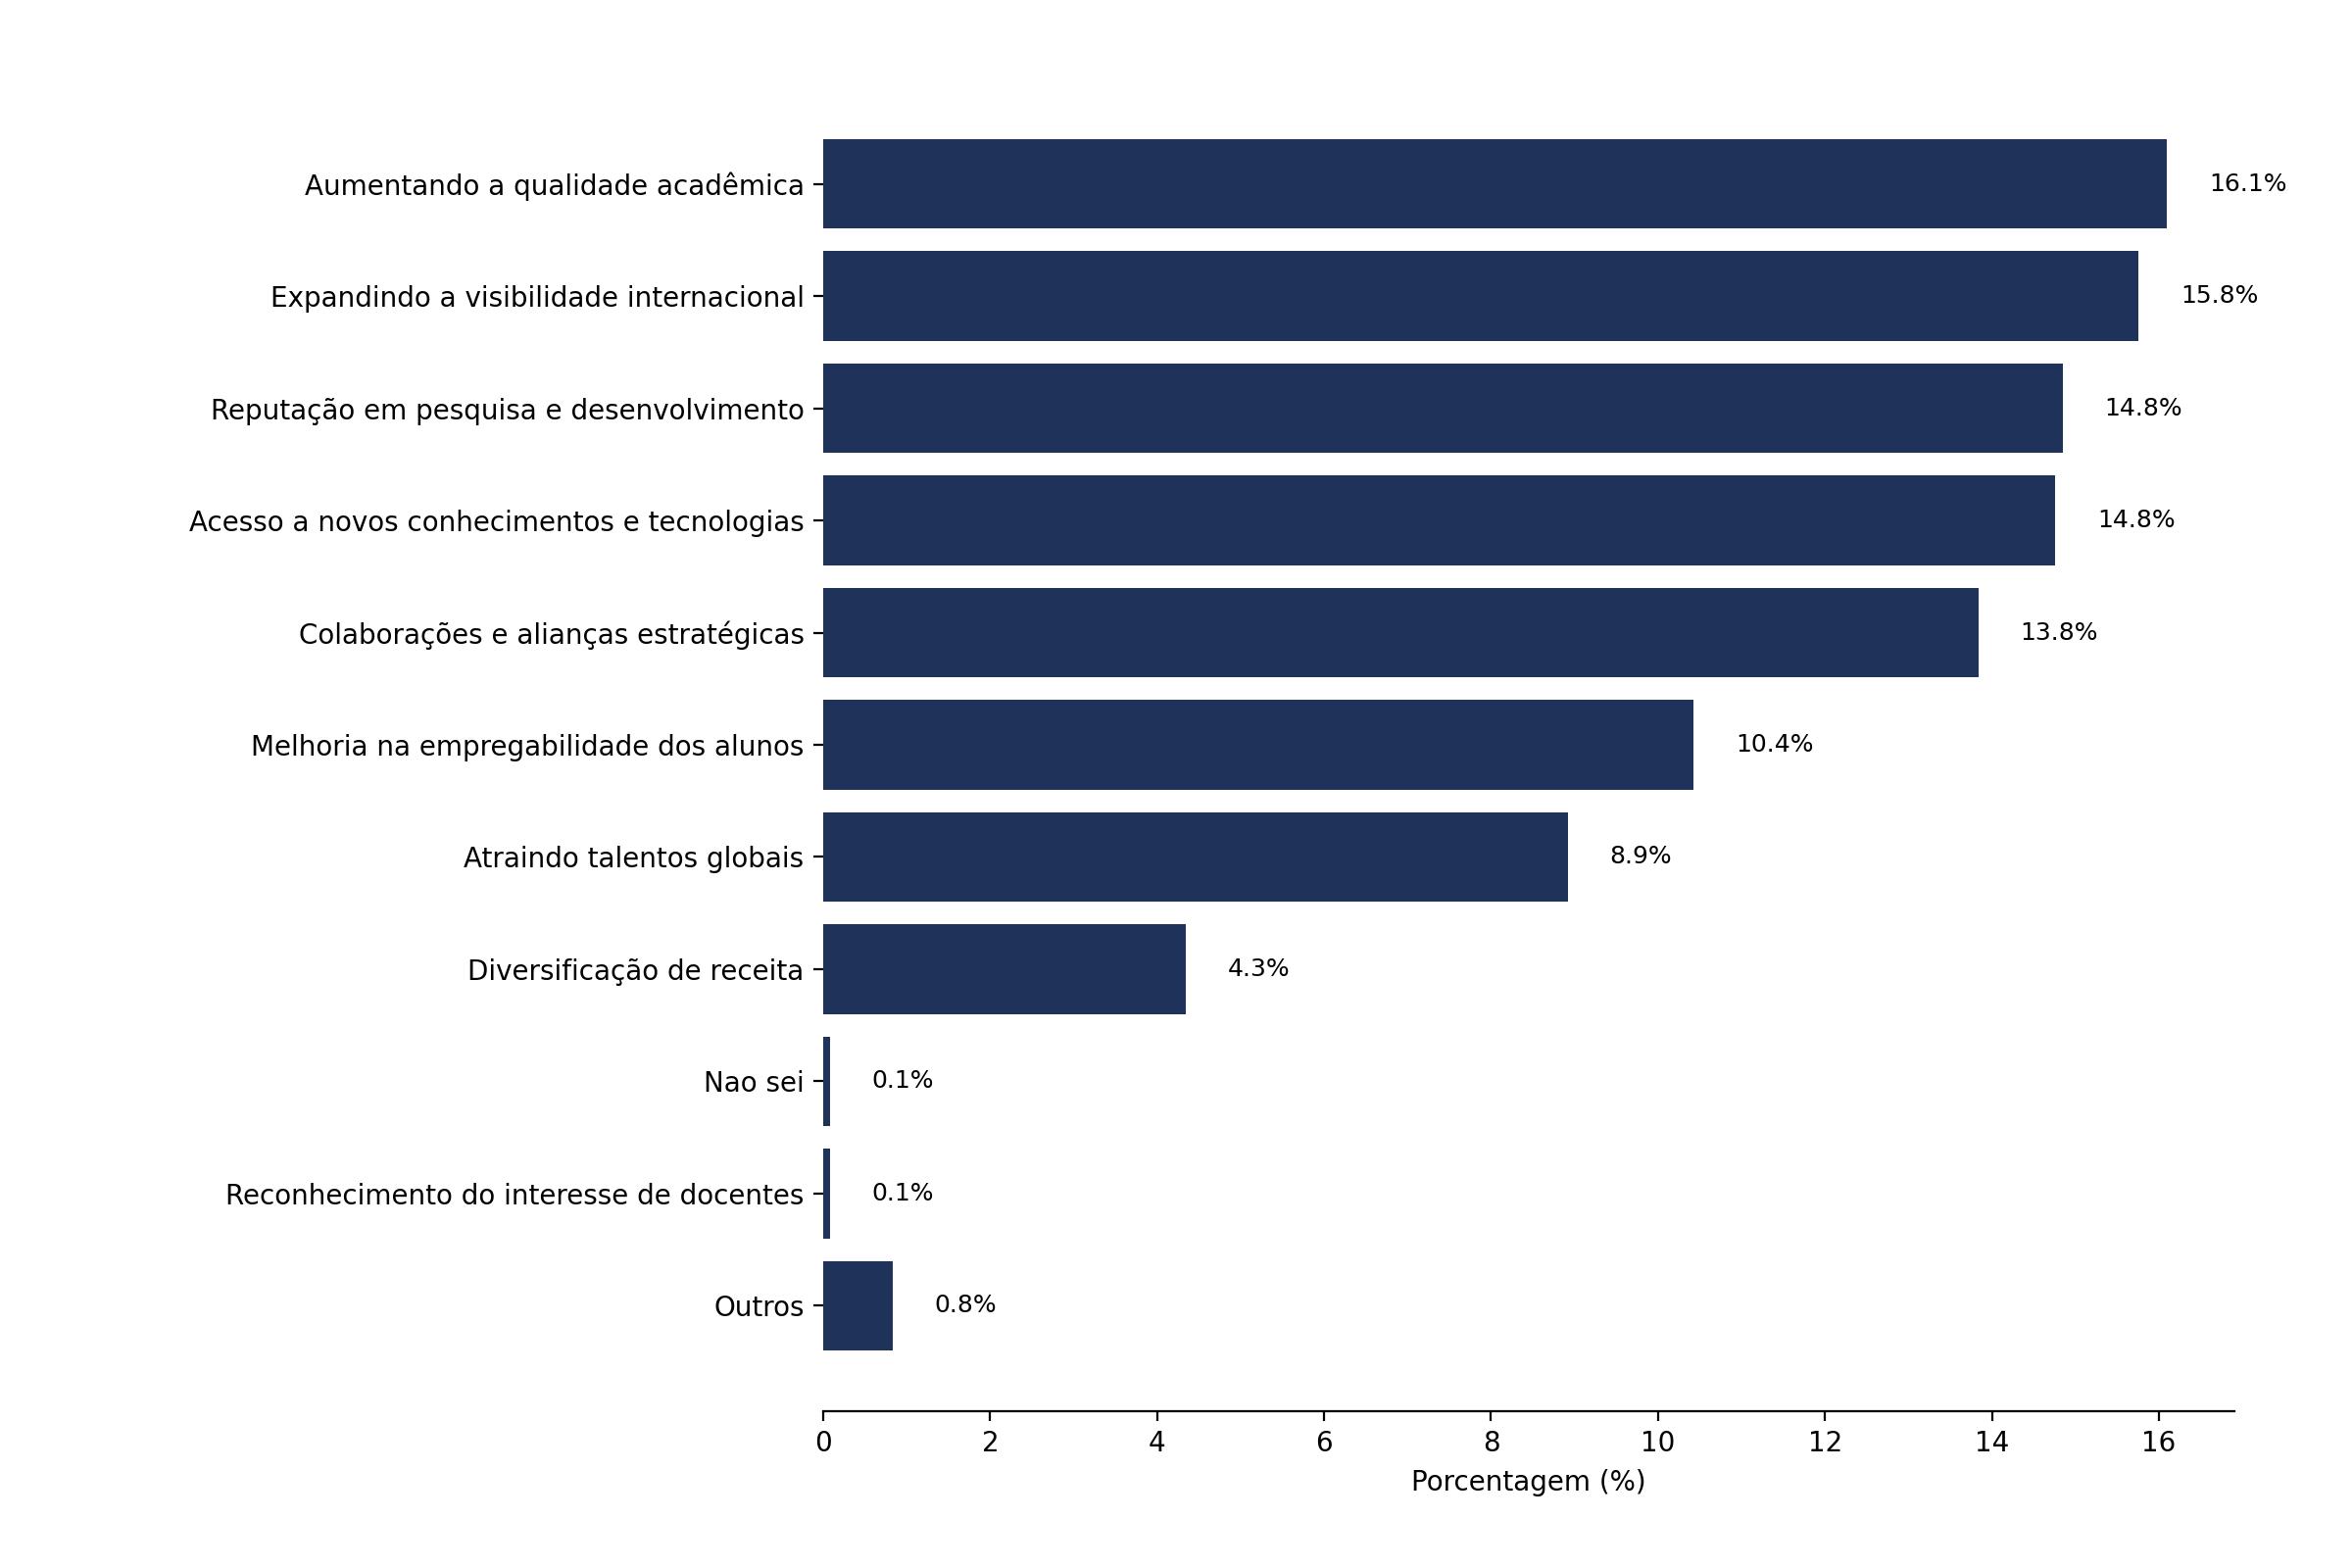 Aumentando a qualidade acadêmica 16.1%
Expandindo a visibilidade internacional 15.8%
Reputação em pesquisa e desenvolvimento 14.8%
Acesso a novos conhecimentos e tecnologias 14.8%
Colaborações e alianças estratégicas 13.8%
Melhoria na empregabilidade dos alunos 10.4%
Atraindo talentos globais 8.9%
Diversificação de receita 4.3%
Nao sei 0.1%
Reconhecimento do interesse de docentes 0.1%
Outros 0.8%
0 2 4 6 8 10 12 14 16
Porcentagem (%)